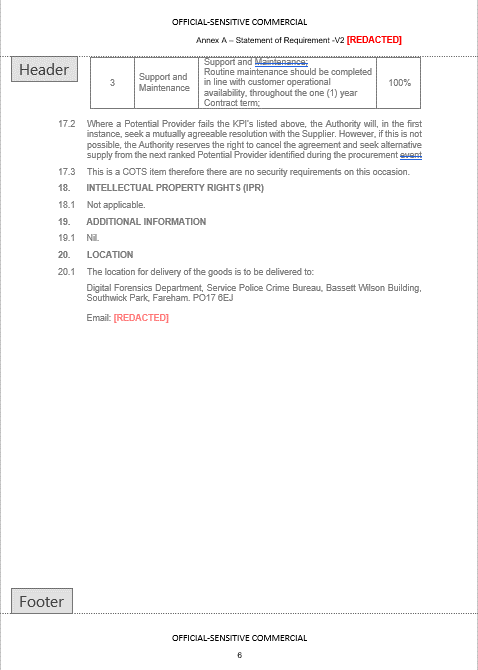 OFFICIAL-SENSITIVE COMMERCIAL
Annex A – Statement of Requirement -V2 [REDACTED]
Header
3
Support and
Maintenance
Support and Maintenance;
Routine maintenance should be completed
in line with customer operational
availability, throughout the one (1) year
Contract term;
100%
17.2 Where a Potential Provider fails the KPI's listed above, the Authority will, in the first
instance, seek a mutually agreeable resolution with the Supplier. However, if this is not
possible, the Authority reserves the right to cancel the agreement and seek alternative
supply from the next ranked Potential Provider identified during the procurement event
17.3 This is a COTS item therefore there are no security requirements on this occasion.
18. INTELLECTUAL PROPERTY RIGHTS (IPR)
18.1 Not applicable.
19. ADDITIONAL INFORMATION
19.1 Nil.
20. LOCATION
20.1 The location for delivery of the goods is to be delivered to:
Digital Forensics Department, Service Police Crime Bureau, Bassett Wilson Building,
Southwick Park, Fareham. PO17 6EJ
Email: [REDACTED]
Footer
OFFICIAL-SENSITIVE COMMERCIAL
6